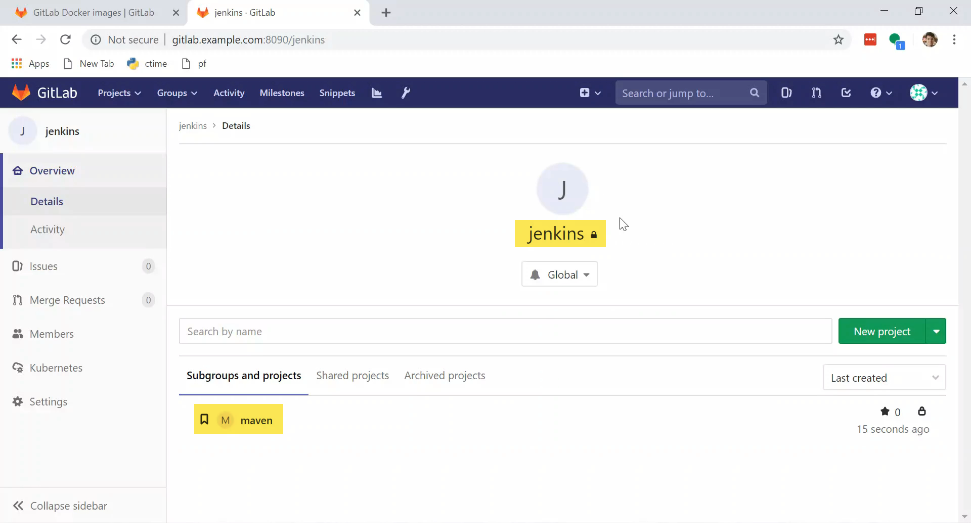 GitLab Docker images | GitLab
jenkins · GitLab
Not secure | gitlab.example.com:8090/jenkins
1
Apps
New Tab
ctime
pf
GitLab
Projects
Groups
Activity
Milestones
Snippets
Search or jump to...
J
jenkins
Overview
Details
Activity
Issues 0
Merge Requests 0
Members
Kubernetes
Settings
Collapse sidebar
jenkins > Details
J
jenkins
Global
Search by name
New project
Subgroups and projects
Shared projects
Archived projects
Last created
M maven
0
15 seconds ago